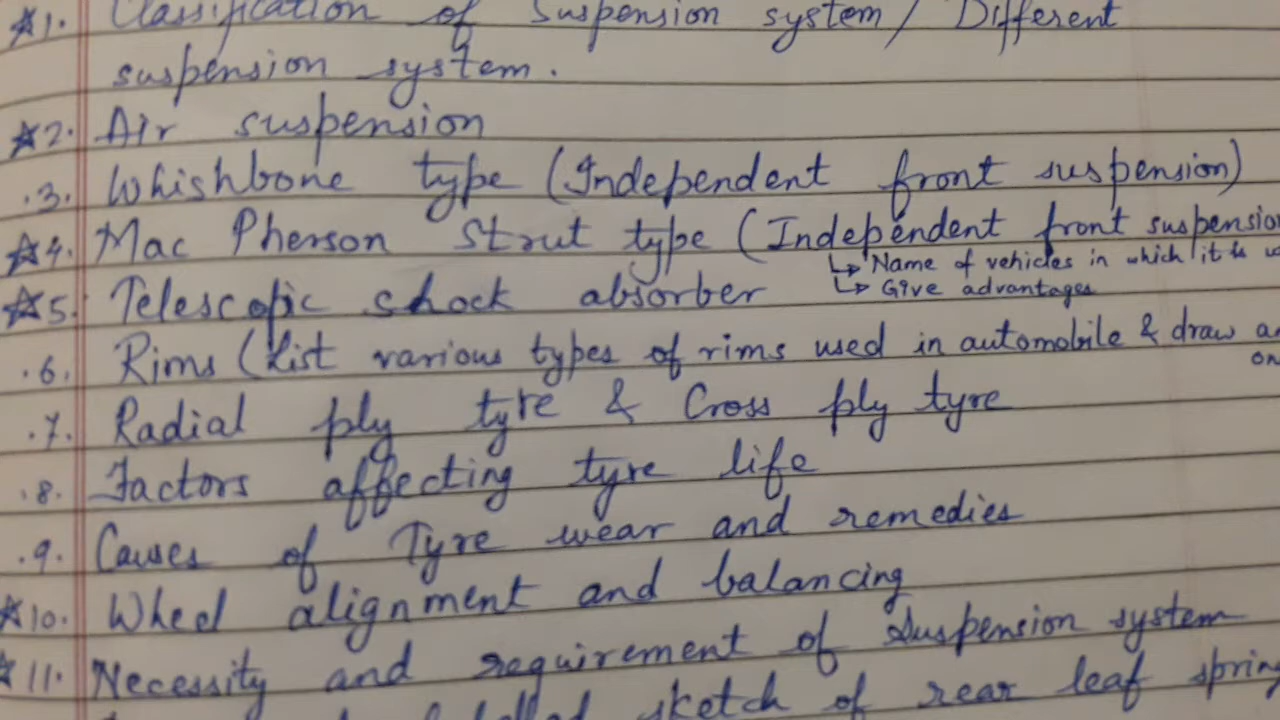 ☆1. Classification of Suspension system / Different
suspension system.
☆2. Air suspension
.3. Whishbone type (Independent front suspension)
☆4. Mac Pherson Strut type (Independent front suspension
↳ Name of vehicles in which it is
↳ Give advantages
☆5. Telescopic shock absorber
.6. Rims (List various types of rims used in automobile & draw
7. Radial ply tyre & Cross ply tyre
.8. Factors affecting tyre life
.9. Causes of Tyre wear and remedies
☆10. Wheel alignment and balancing
☆11. Necessity and requirement of Suspension system
sketch of rear leaf spring